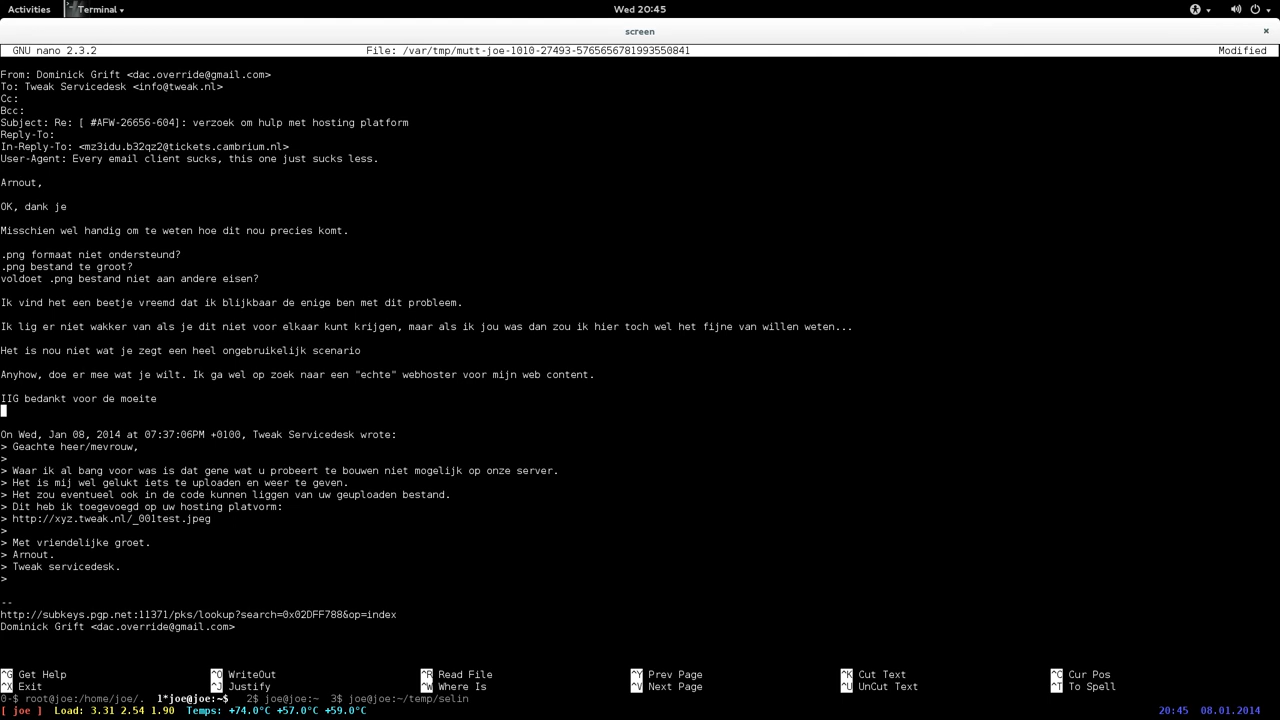 Activities Terminal Wed 20:45
screen
GNU nano 2.3.2 File: /var/tmp/mutt-joe-1010-27493-5765656781993550841 Modified
From: Dominick Grift <dac.override@gmail.com>
To: Tweak Servicedesk <info@tweak.nl>
Cc:
Bcc:
Subject: Re: [ #AFW-26656-604]: verzoek om hulp met hosting platform
Reply-To:
In-Reply-To: <mz3idu.b32qz2@tickets.cambrium.nl>
User-Agent: Every email client sucks, this one just sucks less.
Arnout,
OK, dank je
Misschien wel handig om te weten hoe dit nou precies komt.
.png formaat niet ondersteund?
.png bestand te groot?
voldoet .png bestand niet aan andere eisen?
Ik vind het een beetje vreemd dat ik blijkbaar de enige ben met dit probleem.
Ik lig er niet wakker van als je dit niet voor elkaar kunt krijgen, maar als ik jou was dan zou ik hier toch wel het fijne van willen weten...
Het is nou niet wat je zegt een heel ongebruikelijk scenario
Anyhow, doe er mee wat je wilt. Ik ga wel op zoek naar een "echte" webhoster voor mijn web content.
IIG bedankt voor de moeite
On Wed, Jan 08, 2014 at 07:37:06PM +0100, Tweak Servicedesk wrote:
> Geachte heer/mevrouw,
>
> Waar ik al bang voor was is dat gene wat u probeert te bouwen niet mogelijk op onze server.
> Het is mij wel gelukt iets te uploaden en weer te geven.
> Het zou eventueel ook in de code kunnen liggen van uw geuploaden bestand.
> Dit heb ik toegevoegd op uw hosting platvorm:
> http://xyz.tweak.nl/_001test.jpeg
>
> Met vriendelijke groet.
> Arnout.
> Tweak servicedesk.
>
--
http://subkeys.pgp.net:11371/pks/lookup?search=0x02DFF788&op=index
Dominick Grift <dac.override@gmail.com>
^G Get Help ^O WriteOut ^R Read File ^Y Prev Page ^K Cut Text ^C Cur Pos
^X Exit ^J Justify ^W Where Is ^V Next Page ^U UnCut Text ^T To Spell
0-$ root@joe:/home/joe/. 1*joe@joe:~$ 2$ joe@joe:~ 3$ joe@joe:~/temp/selin
[ joe ] Load: 3.31 2.54 1.90 Temps: +74.0°C +57.0°C +59.0°C 20:45 08.01.2014